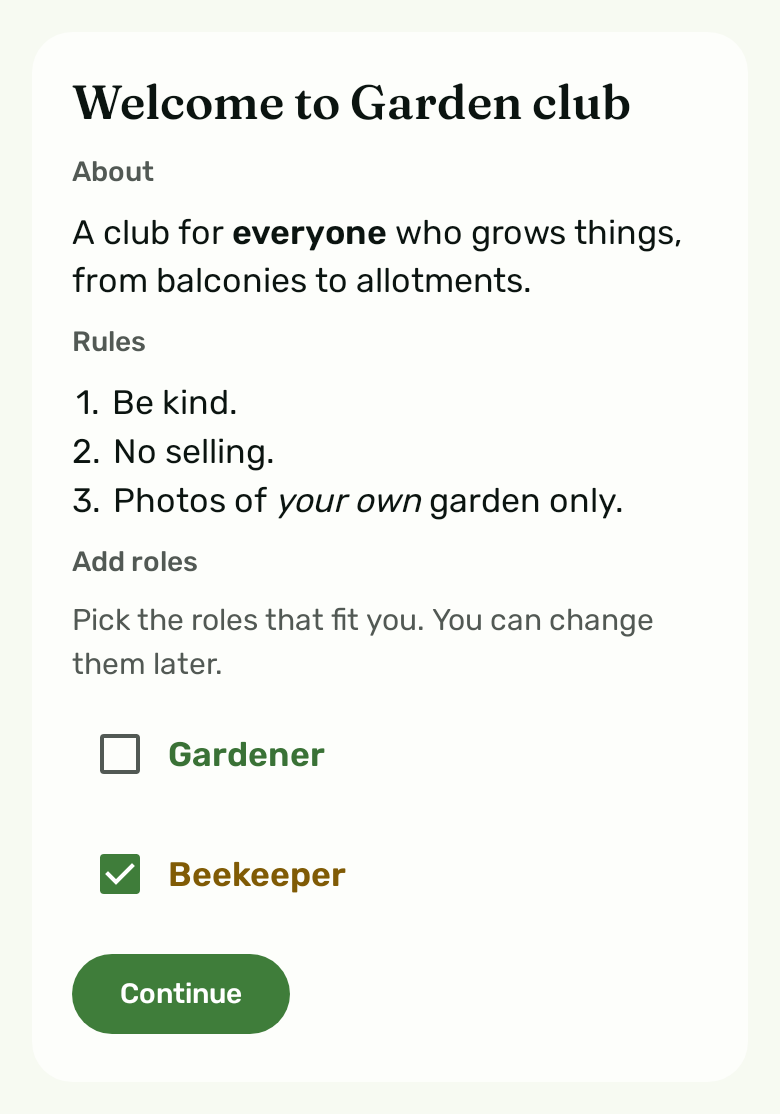 Welcome to Garden club
About
A club for everyone who grows things,
from balconies to allotments.
Rules
1. Be kind.
2. No selling.
3. Photos of your own garden only.
Add roles
Pick the roles that fit you. You can change
them later.
Gardener
Beekeeper
Continue